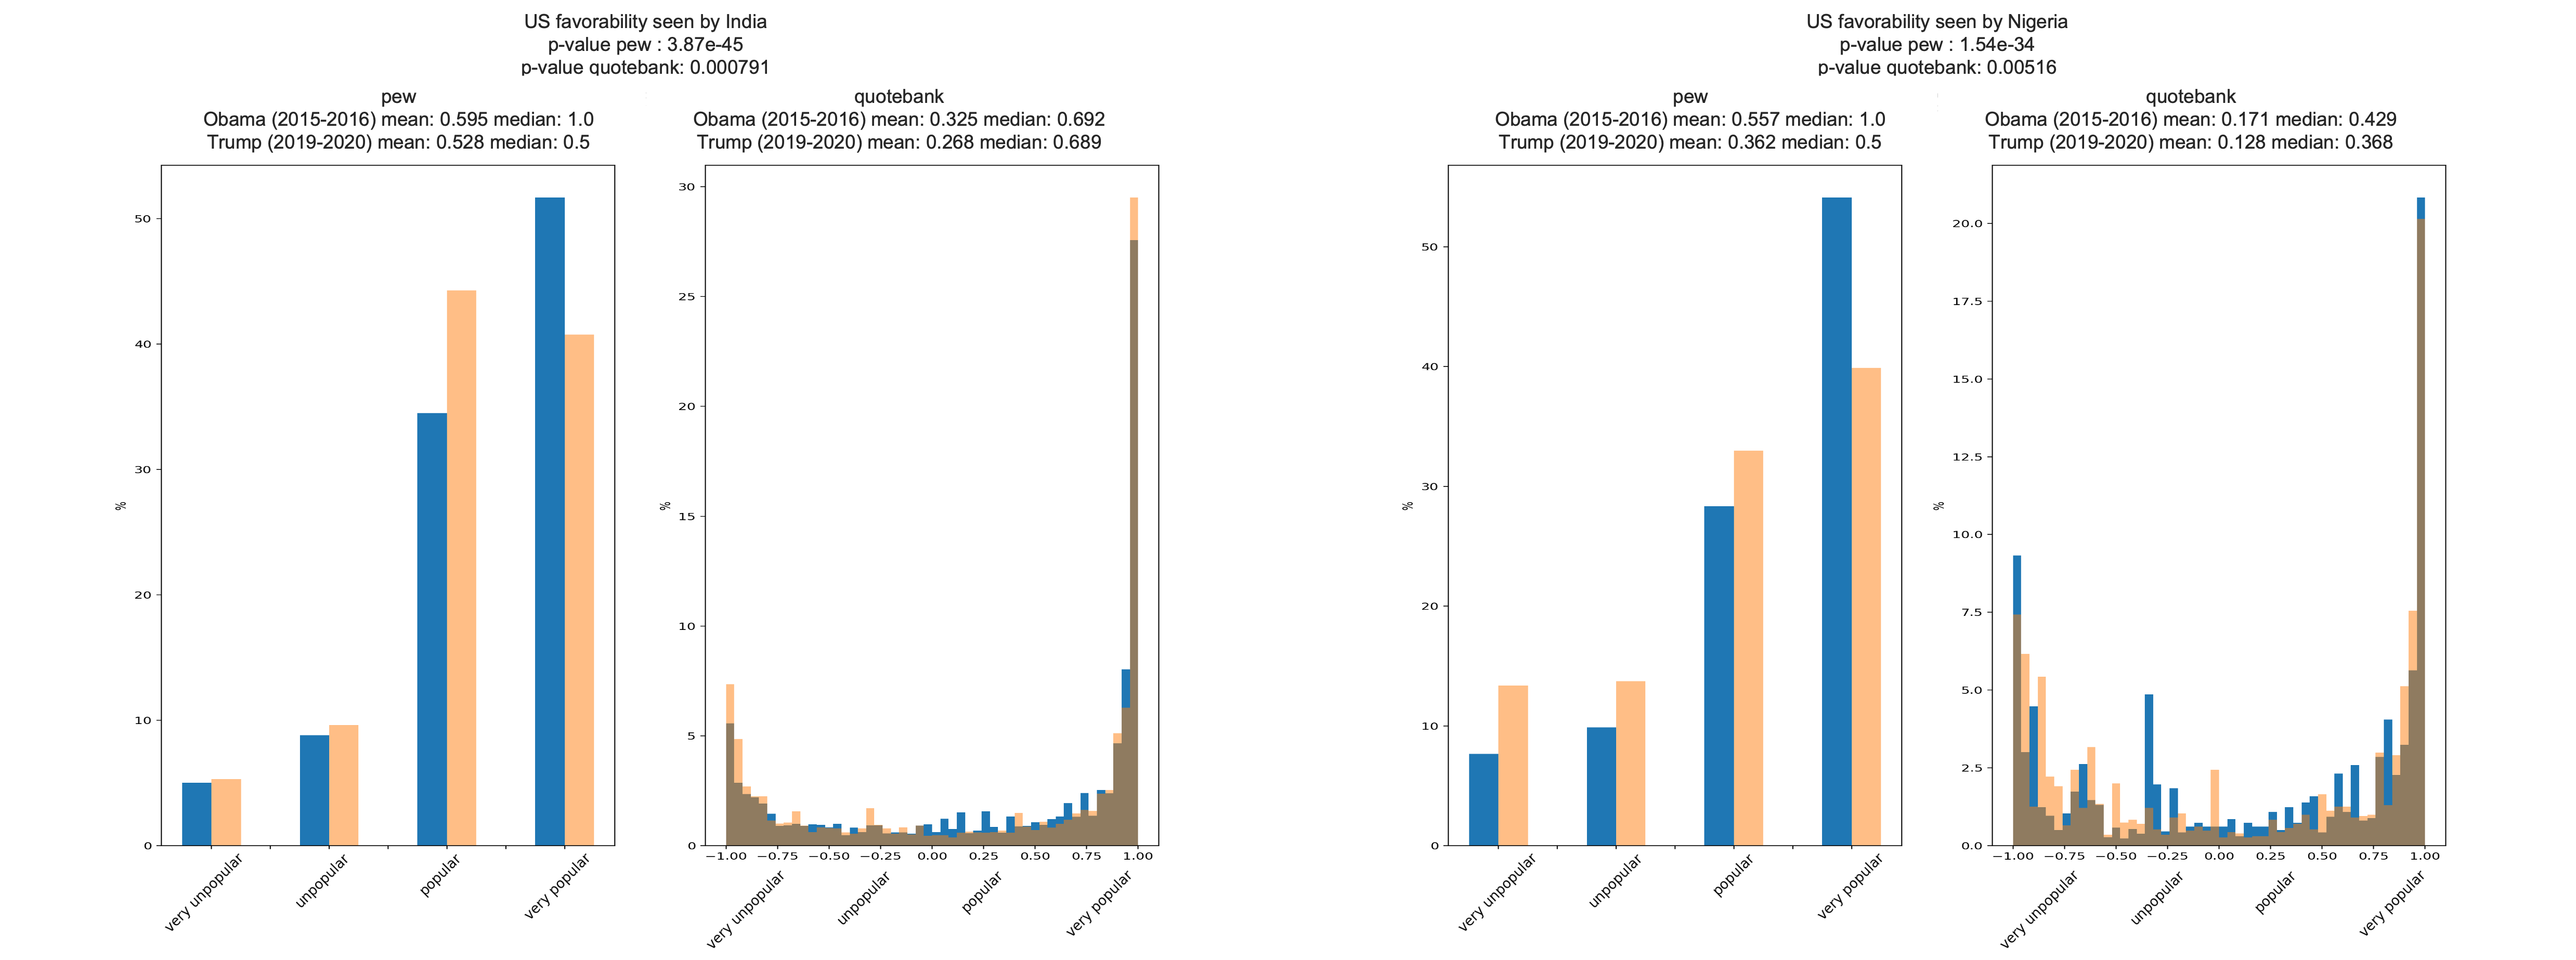 US favorability seen by India
p-value pew : 3.87e-45
p-value quotebank: 0.000791
pew
Obama (2015-2016) mean: 0.595 median: 1.0
Trump (2019-2020) mean: 0.528 median: 0.5
50
40
30
20
10
0
%
very unpopular
unpopular
popular
very popular
quotebank
Obama (2015-2016) mean: 0.325 median: 0.692
Trump (2019-2020) mean: 0.268 median: 0.689
30
25
20
15
10
5
0
%
−1.00 −0.75 −0.50 −0.25 0.00 0.25 0.50 0.75 1.00
very unpopular
unpopular
popular
very popular
US favorability seen by Nigeria
p-value pew : 1.54e-34
p-value quotebank: 0.00516
pew
Obama (2015-2016) mean: 0.557 median: 1.0
Trump (2019-2020) mean: 0.362 median: 0.5
50
40
30
20
10
0
%
very unpopular
unpopular
popular
very popular
quotebank
Obama (2015-2016) mean: 0.171 median: 0.429
Trump (2019-2020) mean: 0.128 median: 0.368
20.0
17.5
15.0
12.5
10.0
7.5
5.0
2.5
0.0
%
−1.00 −0.75 −0.50 −0.25 0.00 0.25 0.50 0.75 1.00
very unpopular
unpopular
popular
very popular